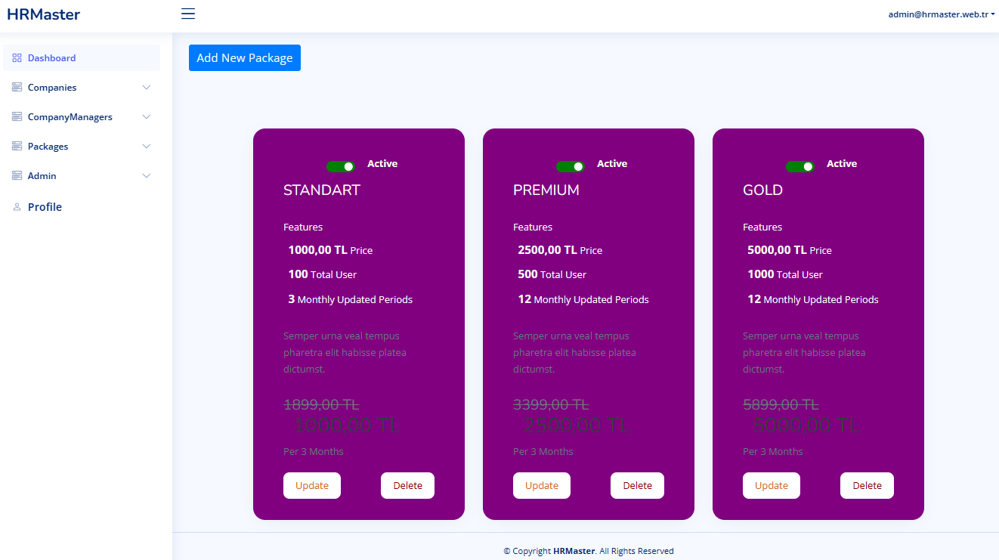 HRMaster
admin@hrmaster.web.tr
Dashboard
Companies
CompanyManagers
Packages
Admin
Profile
Add New Package
Active
STANDART
Features
1000,00 TL Price
100 Total User
3 Monthly Updated Periods
Semper urna veal tempus
pharetra elit habisse platea
dictumst.
1899,00 TL
1000,00 TL
Per 3 Months
Update Delete
Active
PREMIUM
Features
2500,00 TL Price
500 Total User
12 Monthly Updated Periods
Semper urna veal tempus
pharetra elit habisse platea
dictumst.
3399,00 TL
2500,00 TL
Per 3 Months
Update Delete
Active
GOLD
Features
5000,00 TL Price
1000 Total User
12 Monthly Updated Periods
Semper urna veal tempus
pharetra elit habisse platea
dictumst.
5899,00 TL
5000,00 TL
Per 3 Months
Update Delete
© Copyright HRMaster. All Rights Reserved